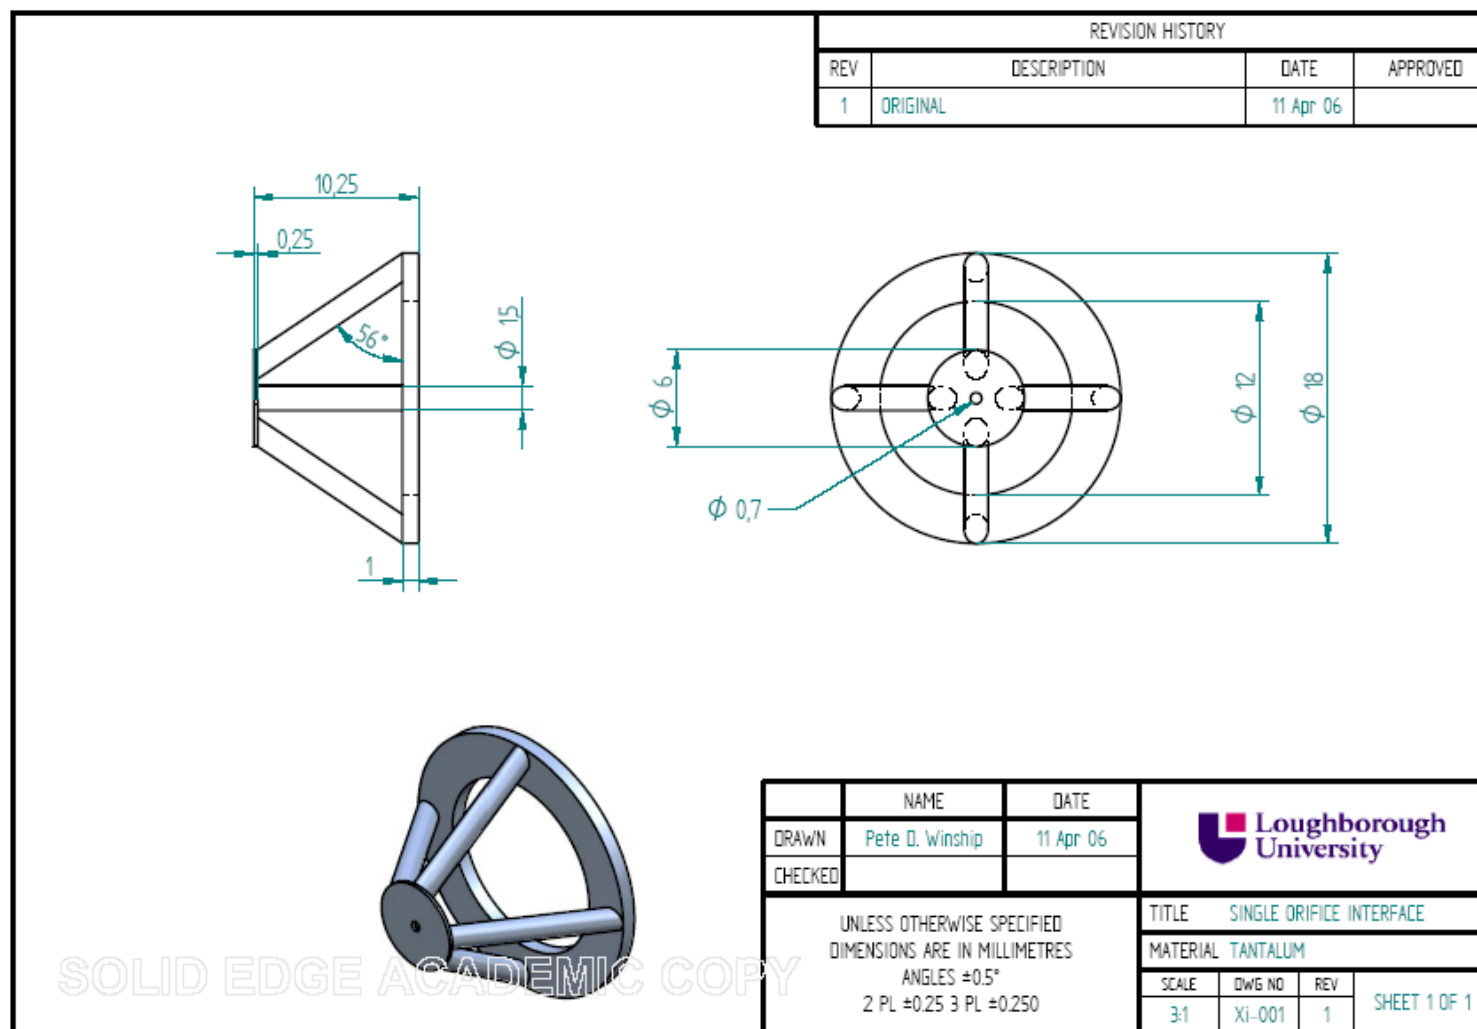 REVISION HISTORY
REV DESCRIPTION DATE APPROVED
1 ORIGINAL 11 Apr 06
10,25
0,25
56°
Φ 1,5
1
Φ 6
Φ 0,7
Φ 12
Φ 18
NAME DATE
DRAWN Pete D. Winship 11 Apr 06
CHECKED
Loughborough
University
UNLESS OTHERWISE SPECIFIED
DIMENSIONS ARE IN MILLIMETRES
ANGLES ±0.5°
2 PL ±0.25 3 PL ±0.250
TITLE SINGLE ORIFICE INTERFACE
MATERIAL TANTALUM
SCALE DWG NO REV
3:1 Xi-001 1
SHEET 1 OF 1
SOLID EDGE ACADEMIC COPY